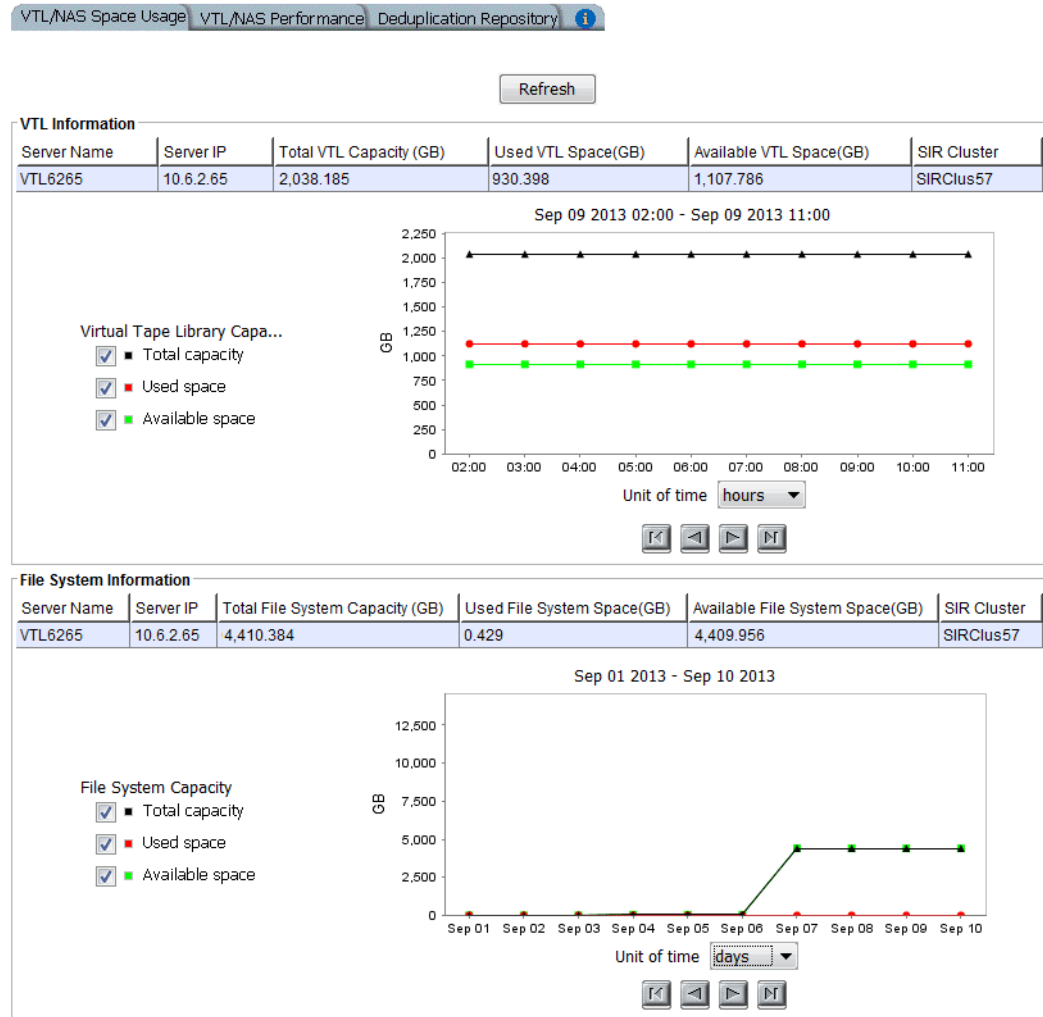 VTL/NAS Space Usage VTL/NAS Performance Deduplication Repository i
Refresh
VTL Information
Server Name Server IP Total VTL Capacity (GB) Used VTL Space(GB) Available VTL Space(GB) SIR Cluster
VTL6265 10.6.2.65 2,038.185 930.398 1,107.786 SIRClus57
Sep 09 2013 02:00 - Sep 09 2013 11:00
2,250
2,000
1,750
1,500
1,250
1,000
750
500
250
0
GB
Virtual Tape Library Capa...
Total capacity
Used space
Available space
02:00 03:00 04:00 05:00 06:00 07:00 08:00 09:00 10:00 11:00
Unit of time hours
File System Information
Server Name Server IP Total File System Capacity (GB) Used File System Space(GB) Available File System Space(GB) SIR Cluster
VTL6265 10.6.2.65 4,410.384 0.429 4,409.956 SIRClus57
Sep 01 2013 - Sep 10 2013
12,500
10,000
7,500
5,000
2,500
0
GB
File System Capacity
Total capacity
Used space
Available space
Sep 01 Sep 02 Sep 03 Sep 04 Sep 05 Sep 06 Sep 07 Sep 08 Sep 09 Sep 10
Unit of time days